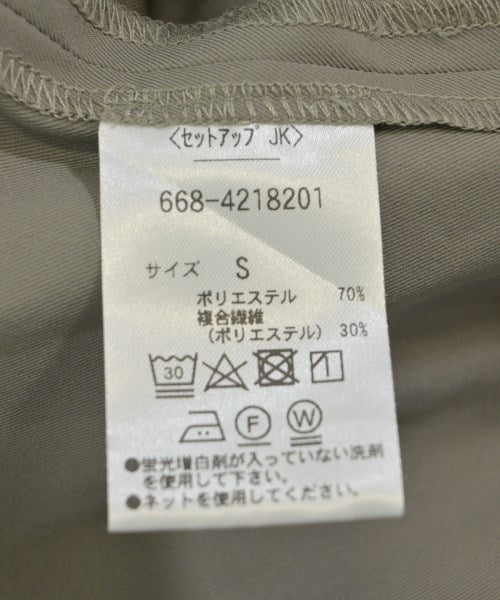 〈セットアップ JK〉
668-4218201
サイズ S
ポリエステル 70%
複合繊維
(ポリエステル) 30%
30
F W
●蛍光増白剤が入っていない洗剤
を使用して下さい。
●ネットを使用してください。